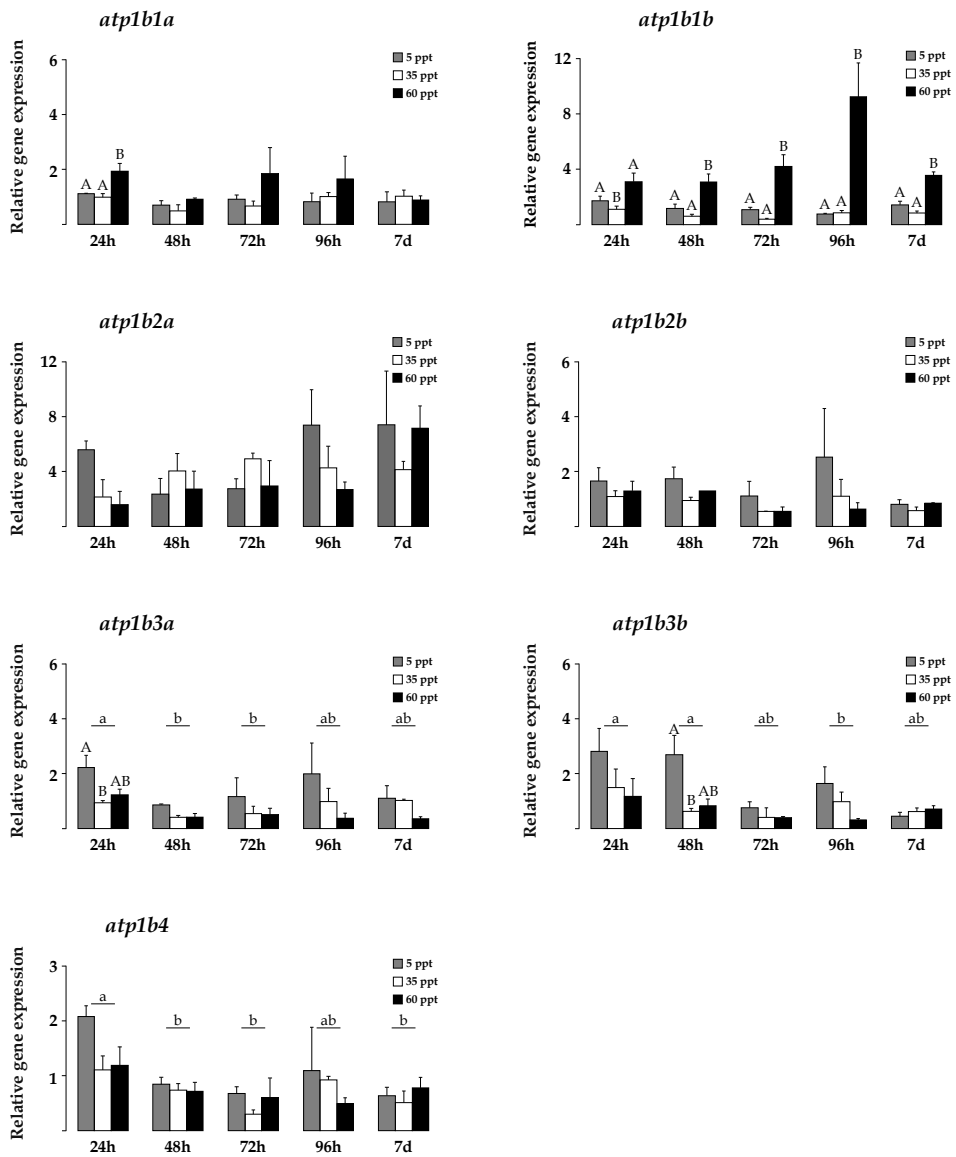 atp1b1a
Relative gene expression
6
4
2
5 ppt
35 ppt
60 ppt
A A B
24h 48h 72h 96h 7d
atp1b1b
Relative gene expression
12
8
4
5 ppt
35 ppt
60 ppt
A B A A A B A A B A A B A A B
24h 48h 72h 96h 7d
atp1b2a
Relative gene expression
12
8
4
5 ppt
35 ppt
60 ppt
24h 48h 72h 96h 7d
atp1b2b
Relative gene expression
6
4
2
5 ppt
35 ppt
60 ppt
24h 48h 72h 96h 7d
atp1b3a
Relative gene expression
6
4
2
5 ppt
35 ppt
60 ppt
a b b ab ab
A B AB
24h 48h 72h 96h 7d
atp1b3b
Relative gene expression
6
4
2
5 ppt
35 ppt
60 ppt
a a ab b ab
A B
24h 48h 72h 96h 7d
atp1b4
Relative gene expression
3
2
1
5 ppt
35 ppt
60 ppt
a b b ab b
24h 48h 72h 96h 7d